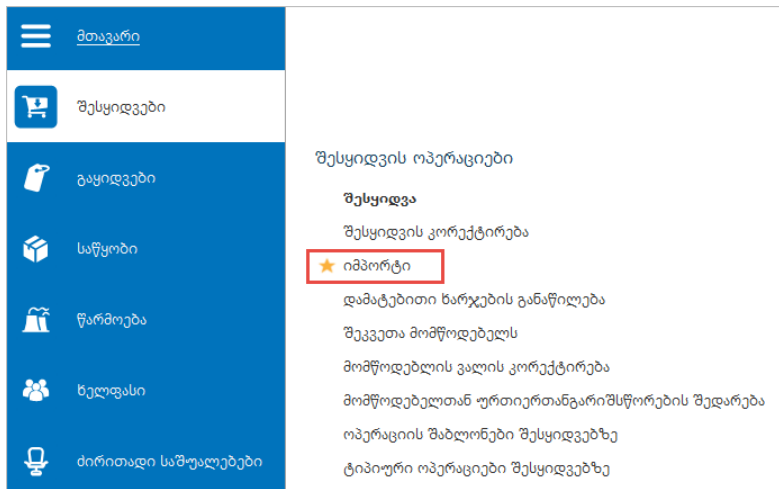 მთავარი
შესყიდვები
გაყიდვები
საწყობი
წარმოება
ხელფასი
ძირითადი საშუალებები
შესყიდვის ოპერაციები
შესყიდვა
შესყიდვის კორექტირება
იმპორტი
დამატებითი ხარჯების განაწილება
შეკვეთა მომწოდებელს
მომწოდებლის ვალის კორექტირება
მომწოდებელთან ურთიერთანგარიშსწორების შედარება
ოპერაციის შაბლონები შესყიდვებზე
ტიპიური ოპერაციები შესყიდვებზე